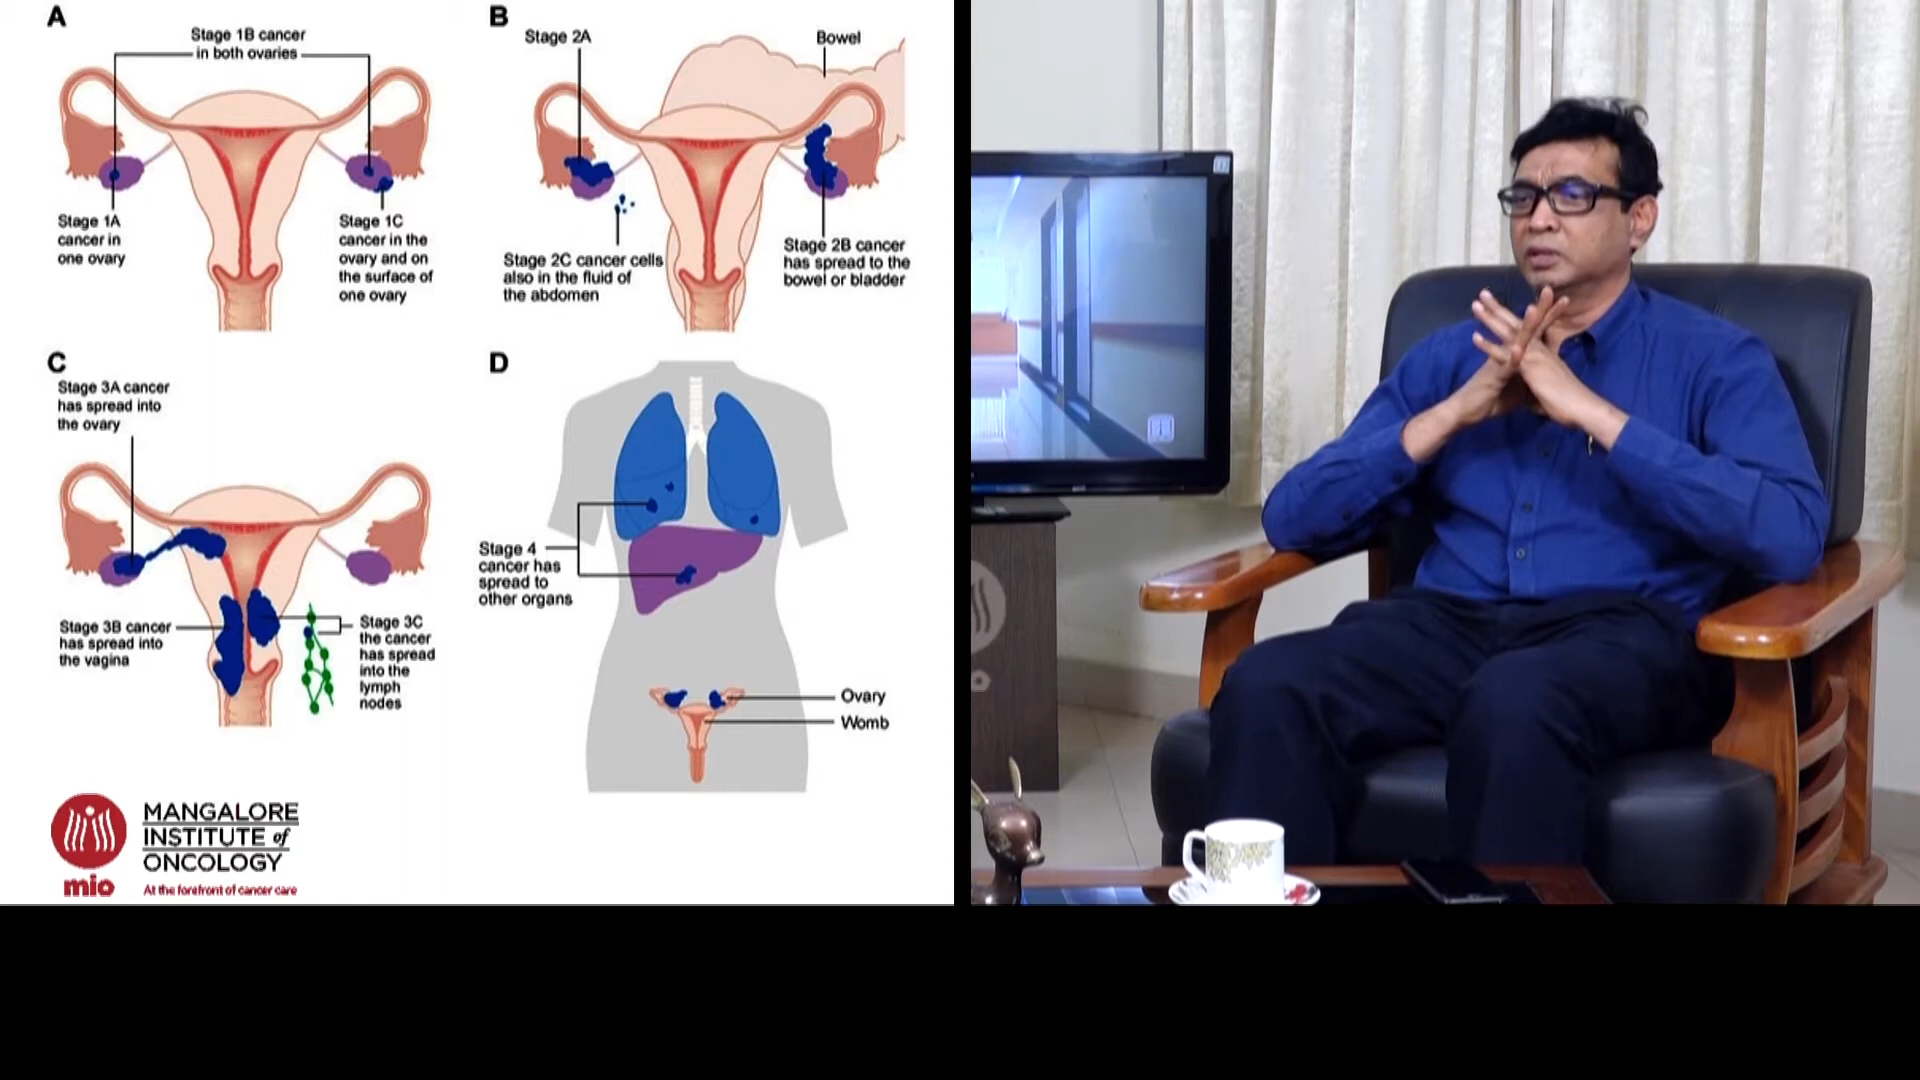 A
Stage 1B cancer
in both ovaries
Stage 1A
cancer in
one ovary
Stage 1C
cancer in the
ovary and on
the surface of
one ovary
B
Stage 2A
Bowel
Stage 2C cancer cells
also in the fluid of
the abdomen
Stage 2B cancer
has spread to the
bowel or bladder
C
Stage 3A cancer
has spread into
the ovary
Stage 3B cancer
has spread into
the vagina
Stage 3C
the cancer
has spread
into the
lymph
nodes
D
Stage 4
cancer has
spread to
other organs
Ovary
Womb
mio
MANGALORE
INSTITUTE of
ONCOLOGY
At the forefront of cancer care